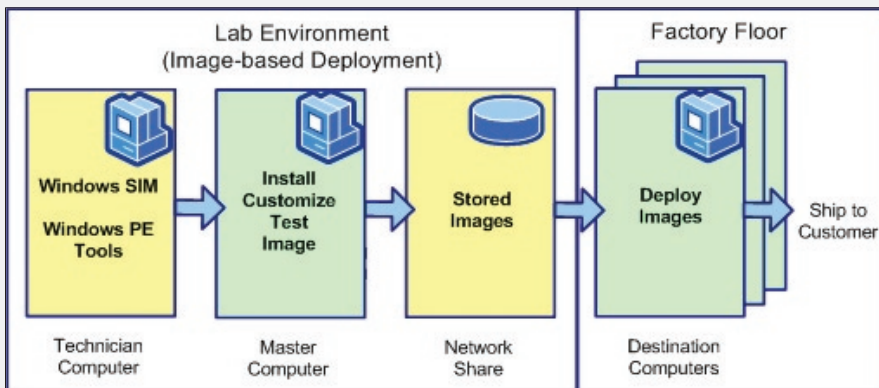 Lab Environment
(Image-based Deployment)
Factory Floor
Windows SIM
Windows PE
Tools
Install
Customize
Test
Image
Stored
Images
Deploy
Images
Ship to
Customer
Technician
Computer
Master
Computer
Network
Share
Destination
Computers